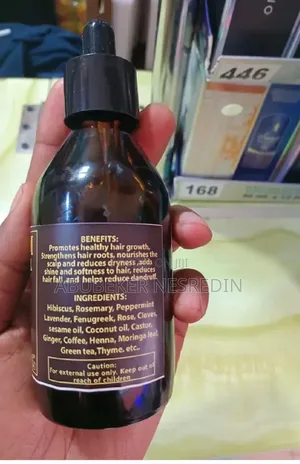 446
168
BENEFITS:
Promotes healthy hair growth,
Strengthens hair roots, nourishes the
scalp and reduces dryness ,adds
shine and softness to hair, reduces
hair fall ,and helps reduce dandruff.
ABUBEKER NESREDIN
INGREDIENTS:
Hibiscus, Rosemary, Peppermint
Lavender, Fenugreek, Rose, Cloves,
sesame oil, Coconut oil, Castor,
Ginger, Coffee, Henna, Moringa leaf,
Green tea,Thyme. etc..
Caution:
For external use only, Keep out of
reach of children